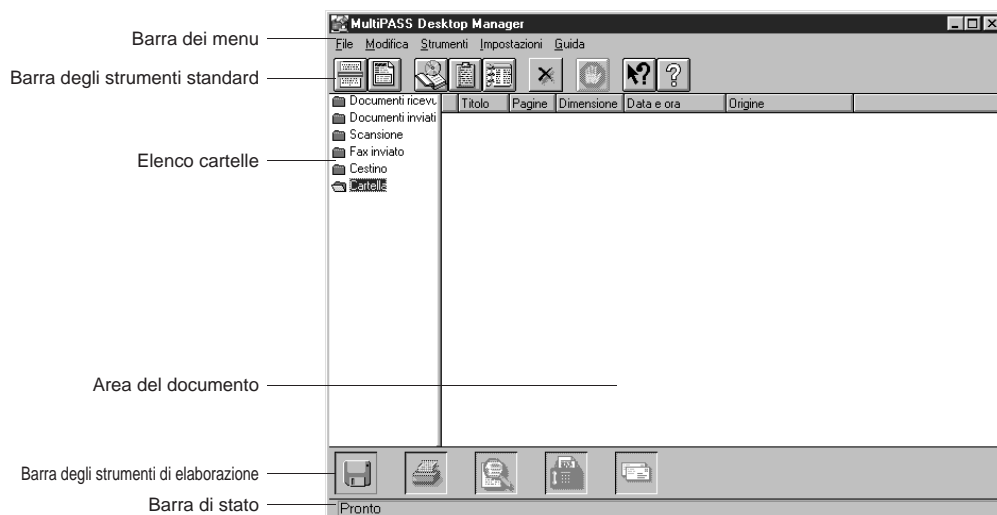 MultiPASS Desktop Manager
Barra dei menu
File Modifica Strumenti Impostazioni Guida
Barra degli strumenti standard
Documenti ricevu
Titolo Pagine Dimensione Data e ora Origine
Documenti inviati
Scansione
Elenco cartelle
Fax inviato
Cestino
Cartella
Area del documento
Barra degli strumenti di elaborazione
Barra di stato
Pronto